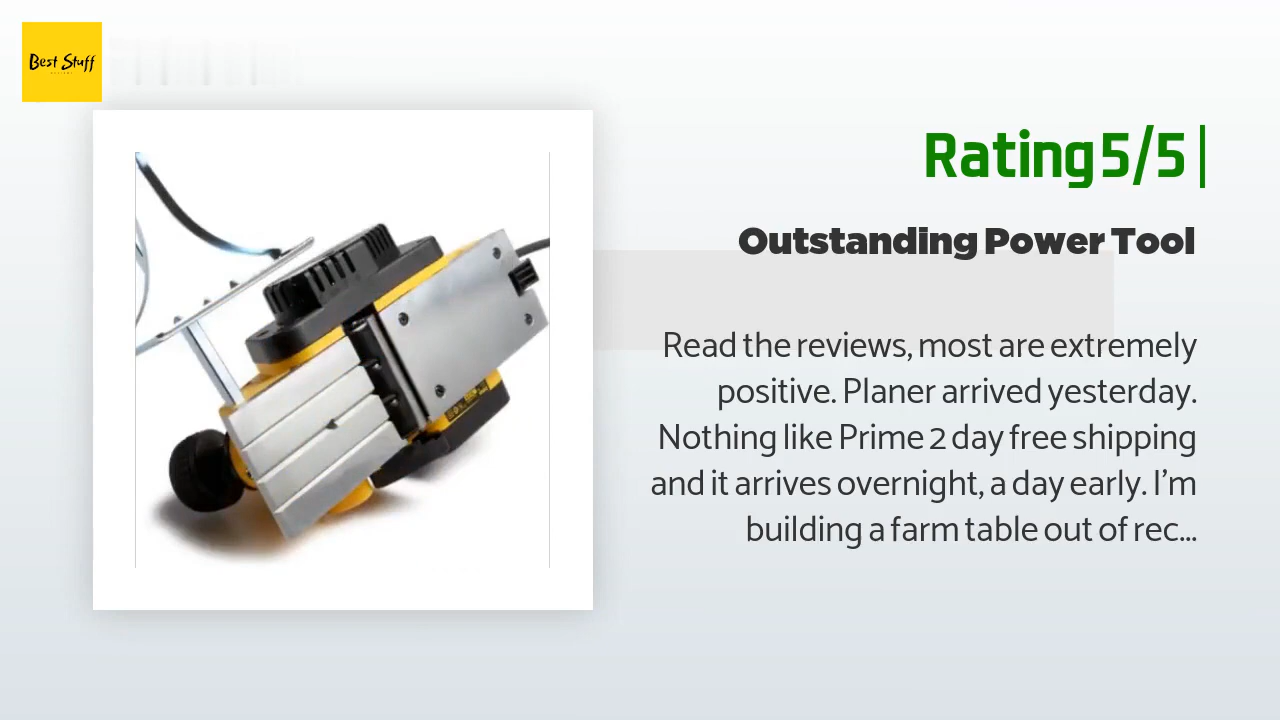 Best Stuff
Rating 5/5
Outstanding Power Tool
Read the reviews, most are extremely
positive. Planer arrived yesterday.
Nothing like Prime 2 day free shipping
and it arrives overnight, a day early. I'm
building a farm table out of rec...